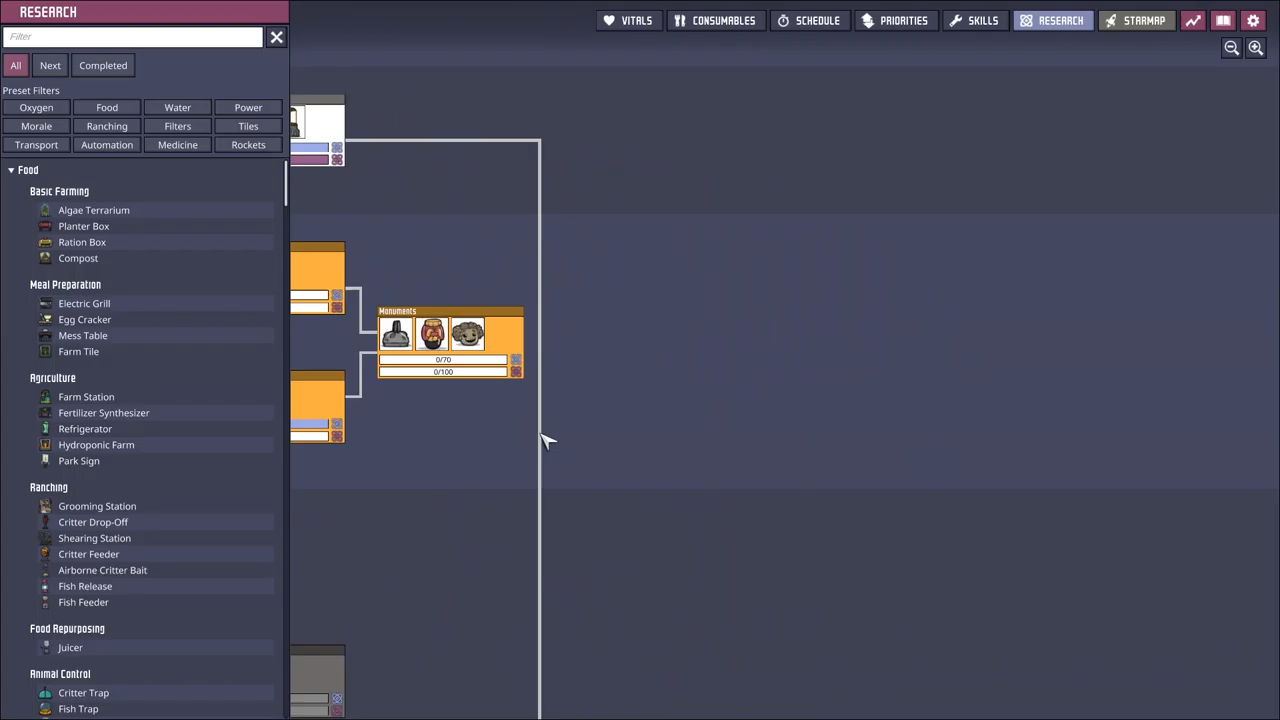 RESEARCH
VITALS
CONSUMABLES
SCHEDULE
PRIORITIES
SKILLS
RESEARCH
STARMAP
Filter
All
Next
Completed
Preset Filters
Oxygen
Food
Water
Power
Morale
Ranching
Filters
Tiles
Transport
Automation
Medicine
Rockets
Food
Basic Farming
Algae Terrarium
Planter Box
Ration Box
Compost
Meal Preparation
Electric Grill
Egg Cracker
Mess Table
Farm Tile
Agriculture
Farm Station
Fertilizer Synthesizer
Refrigerator
Hydroponic Farm
Park Sign
Ranching
Grooming Station
Critter Drop-Off
Shearing Station
Critter Feeder
Airborne Critter Bait
Fish Release
Fish Feeder
Food Repurposing
Juicer
Animal Control
Critter Trap
Fish Trap
Monuments
0/70
0/100